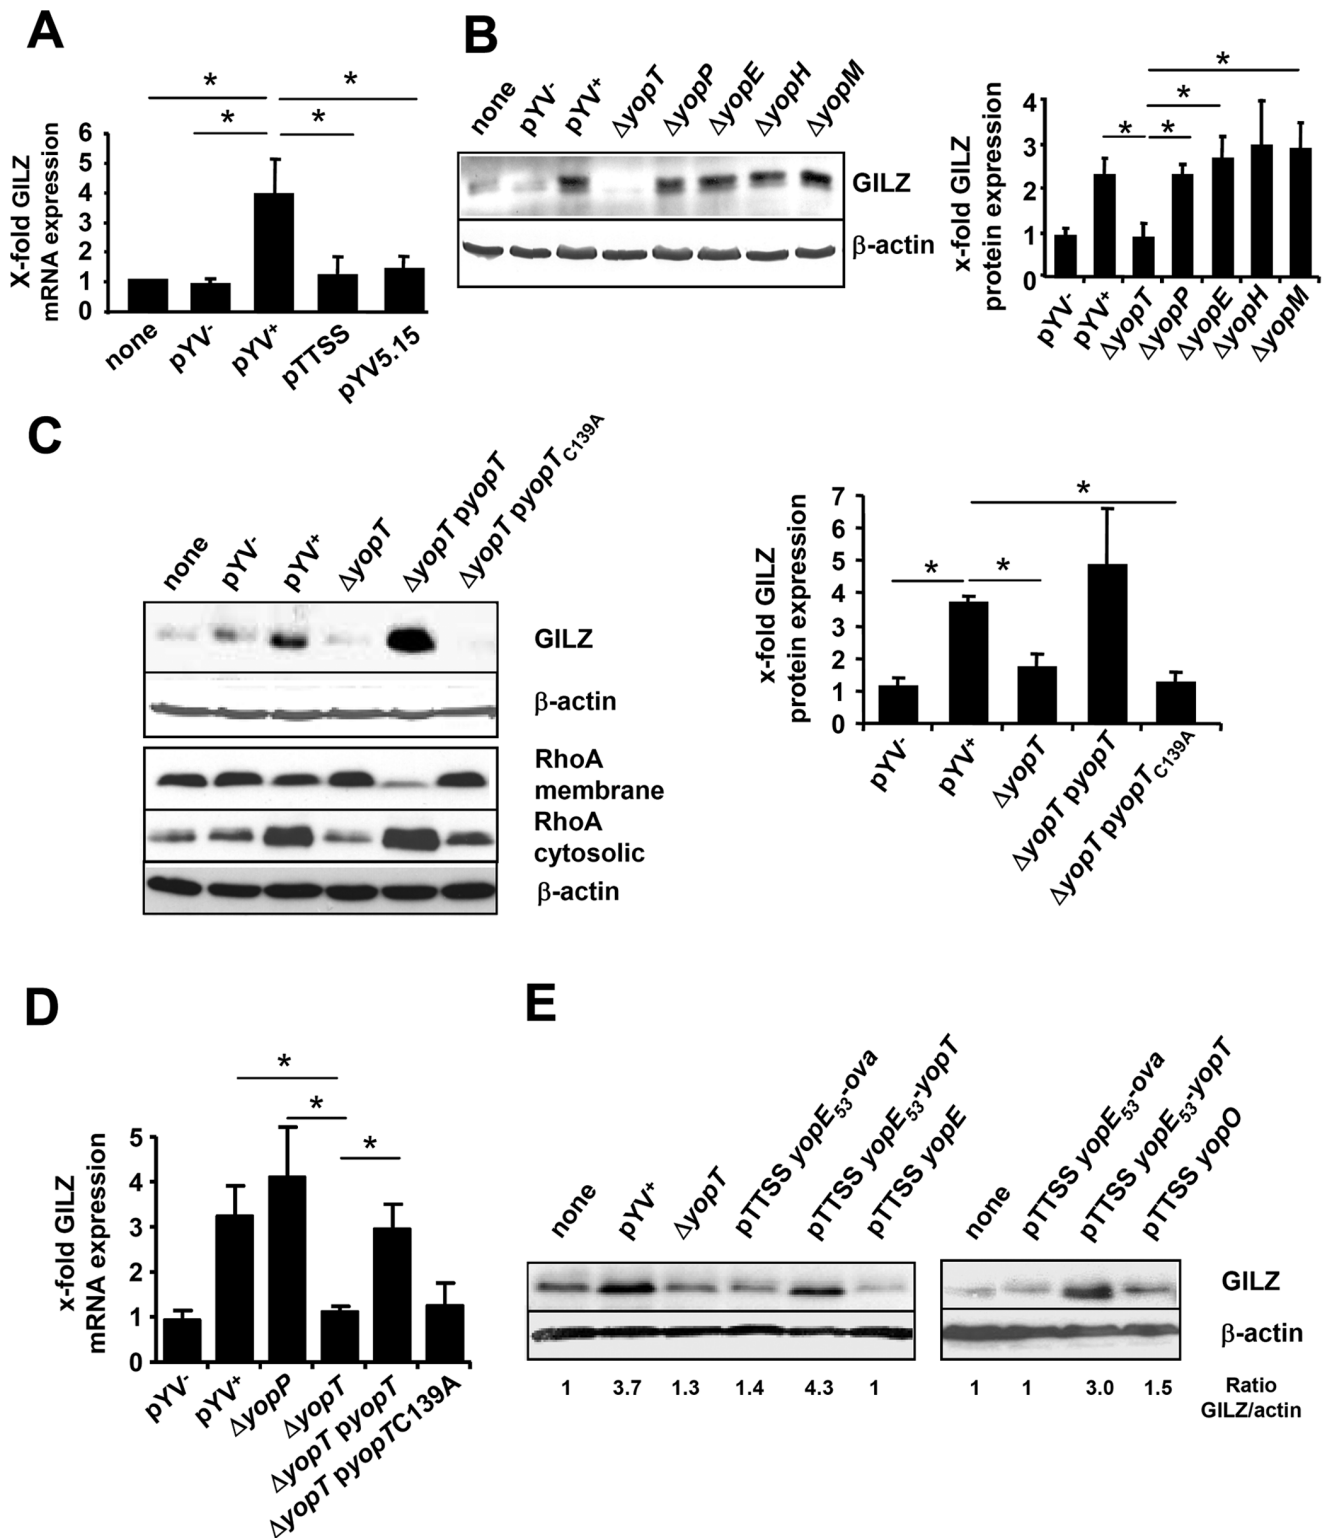 A
X-fold GILZ
mRNA expression
6
5
4
3
2
1
0
* *
* *
none pYV- pYV+ pTTSS pYV5.15
B
none pYV- pYV+ ΔyopT ΔyopP ΔyopE ΔyopH ΔyopM
GILZ
β-actin
x-fold GILZ
protein expression
4
3
2
1
0
*
*
* *
pYV- pYV+ ΔyopT ΔyopP ΔyopE ΔyopH ΔyopM
C
none pYV- pYV+ ΔyopT ΔyopT pyopT ΔyopT pyopTC139A
GILZ
β-actin
RhoA
membrane
RhoA
cytosolic
β-actin
x-fold GILZ
protein expression
7
6
5
4
3
2
1
0
*
* *
pYV- pYV+ ΔyopT ΔyopT pyopT ΔyopT pyopTC139A
D
x-fold GILZ
mRNA expression
5
4
3
2
1
0
*
*
*
pYV- pYV+ ΔyopP ΔyopT ΔyopT pyopT ΔyopT pyopTC139A
E
none pYV+ ΔyopT pTTSS yopE53-ova pTTSS yopE53-yopT pTTSS yopE
none pTTSS yopE53-ova pTTSS yopE53-yopT pTTSS yopO
GILZ
β-actin
1 3.7 1.3 1.4 4.3 1 1 1 3.0 1.5 Ratio
GILZ/actin